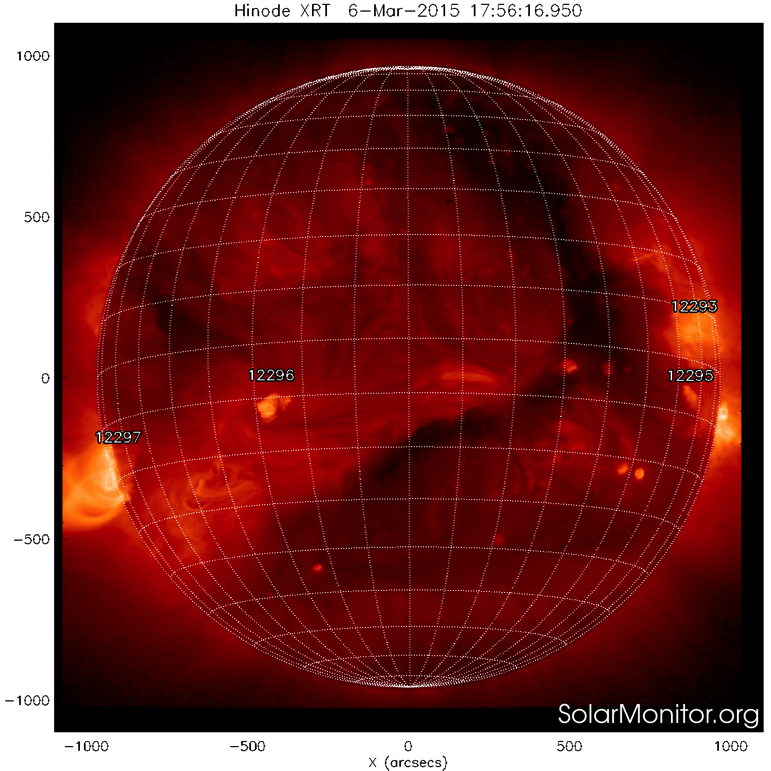 Hinode XRT 6-Mar-2015 17:56:16.950
1000
500
12293
0
12296
12295
12297
-500
-1000
SolarMonitor.org
-1000 -500 0 500 1000
X (arcsecs)